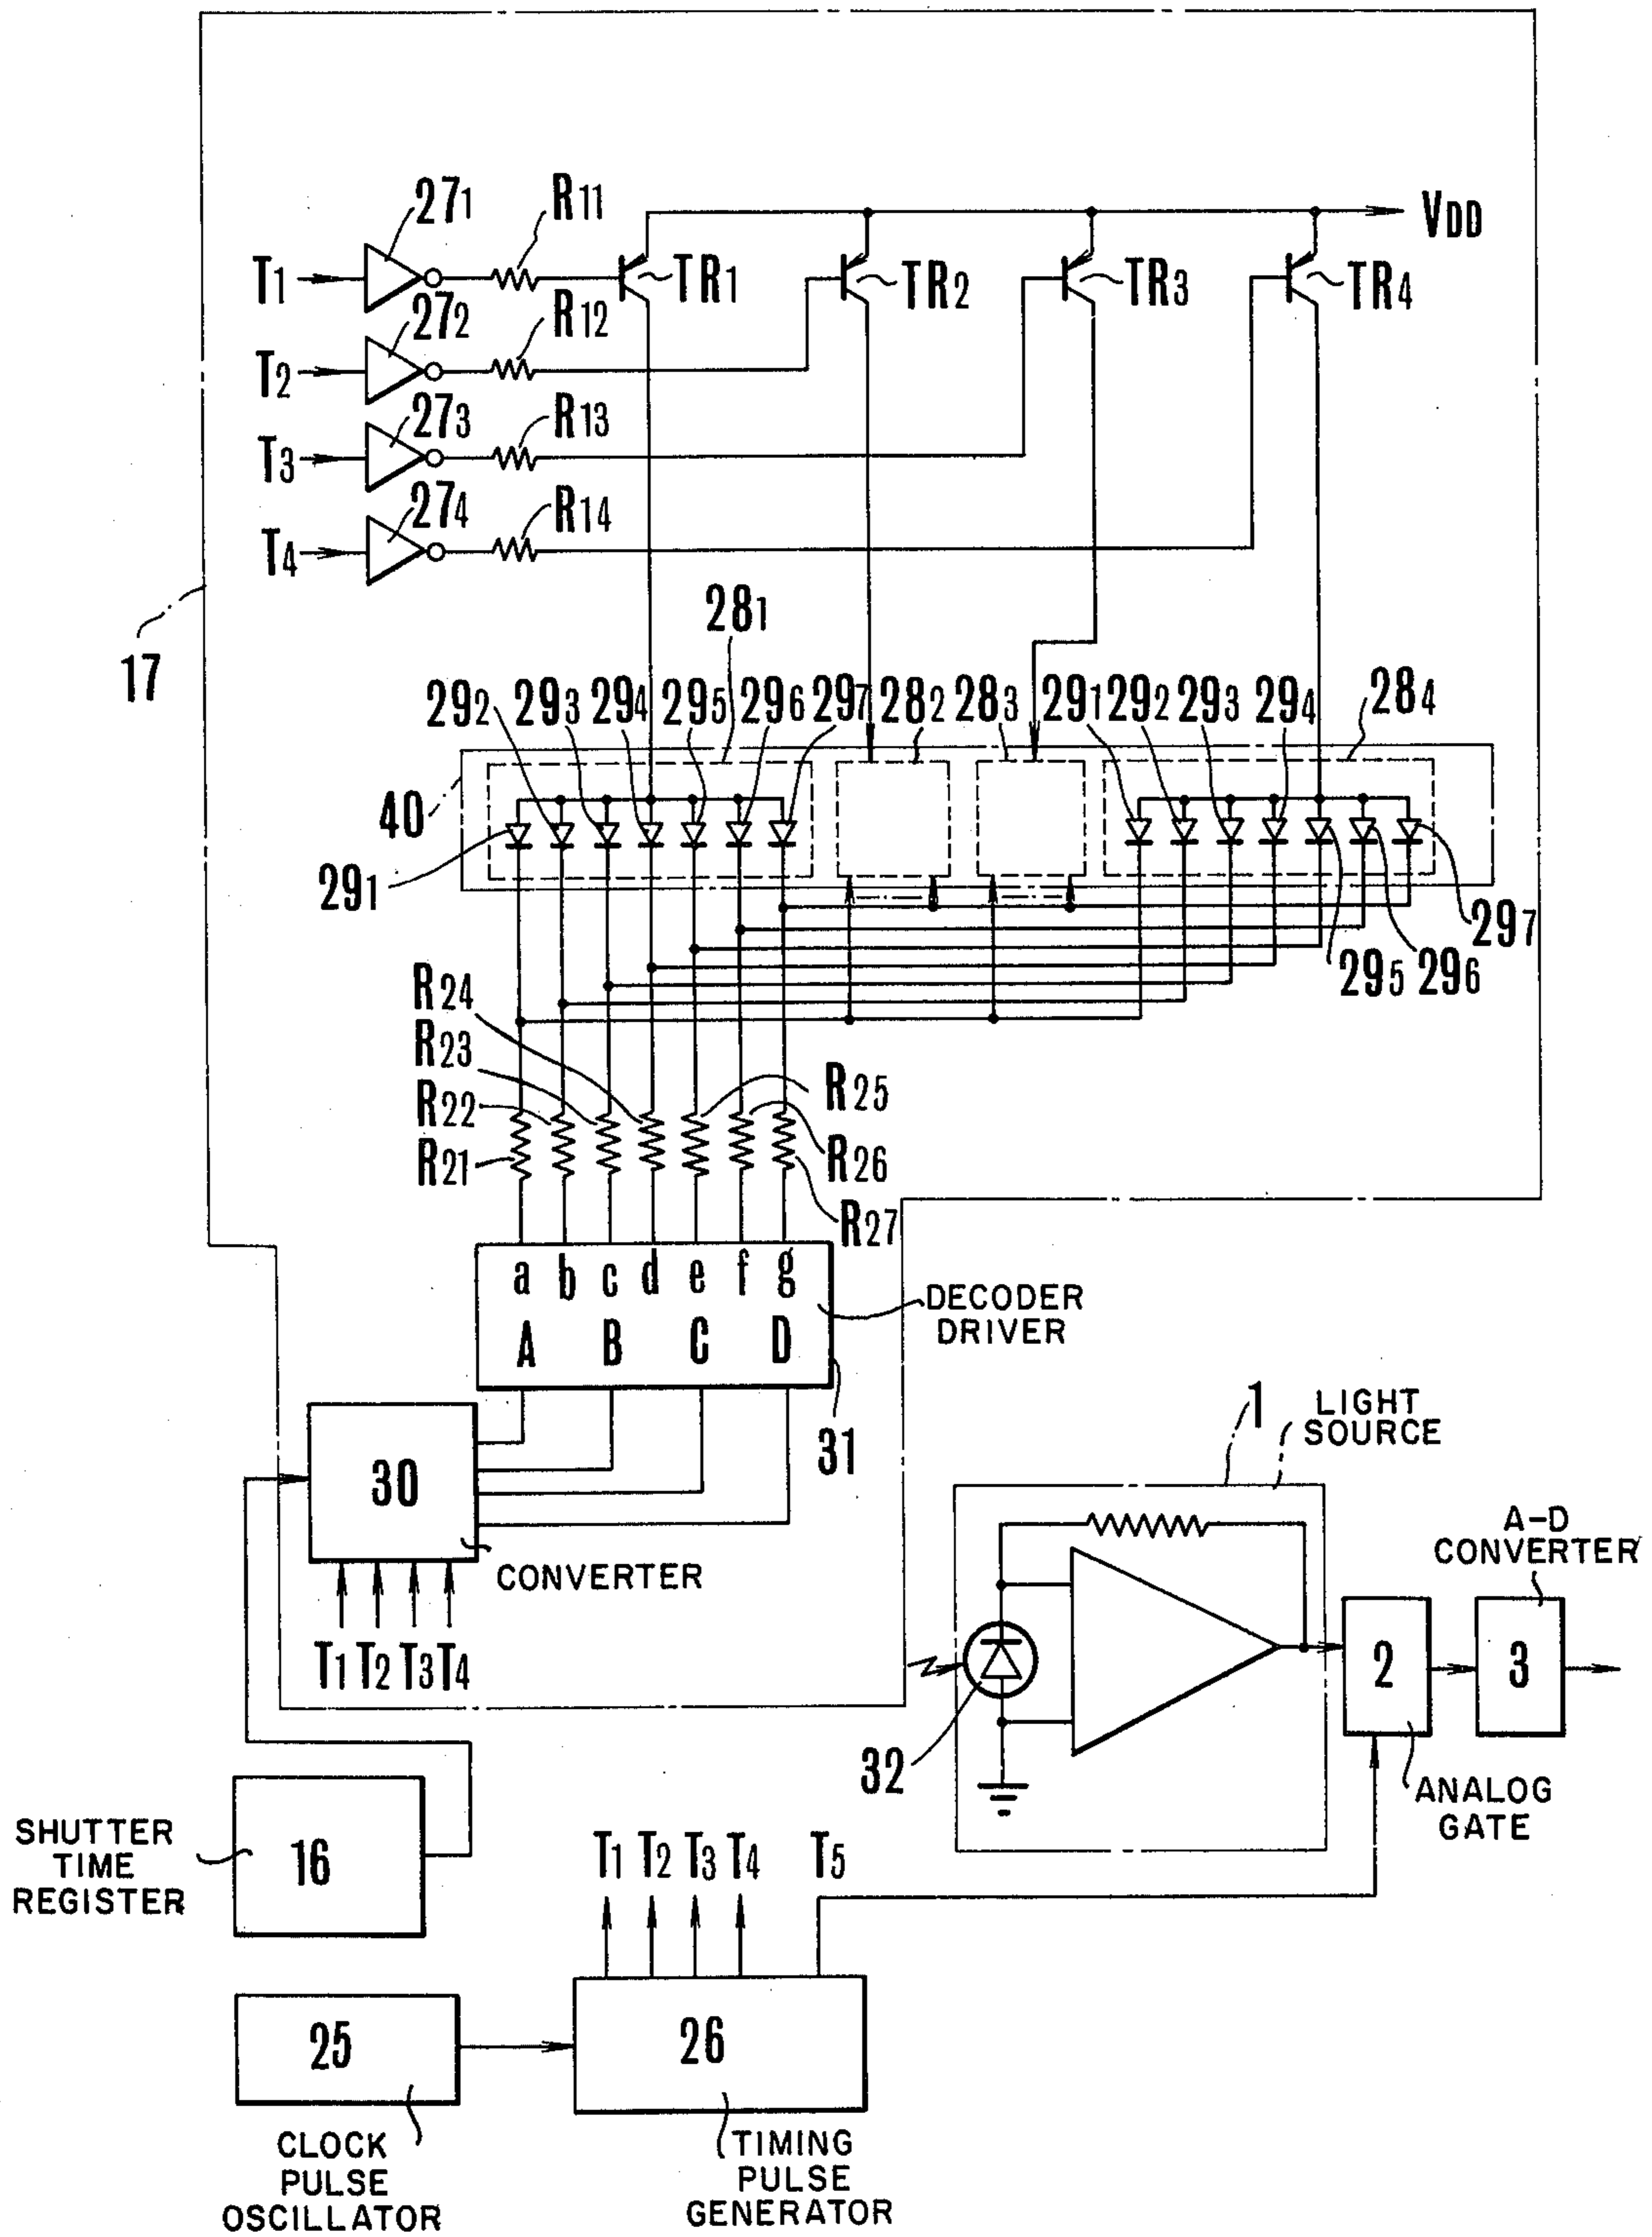 271
R11
VDD
T1
TR1
TR2
TR3
TR4
272
R12
T2
273
R13
T3
274
R14
T4
17
281
292 293 294 295 296 297 282 283 291 292 293 294 284
40
291
297
295 296
R24
R23
R22
R21
R25
R26
R27
a b c d e f g
A B C D
DECODER
DRIVER
31
30
CONVERTER
T1 T2 T3 T4
1
LIGHT
SOURCE
A-D
CONVERTER
2
3
32
ANALOG
GATE
SHUTTER
TIME
REGISTER
16
T1 T2 T3 T4 T5
25
26
CLOCK
PULSE
OSCILLATOR
TIMING
PULSE
GENERATOR